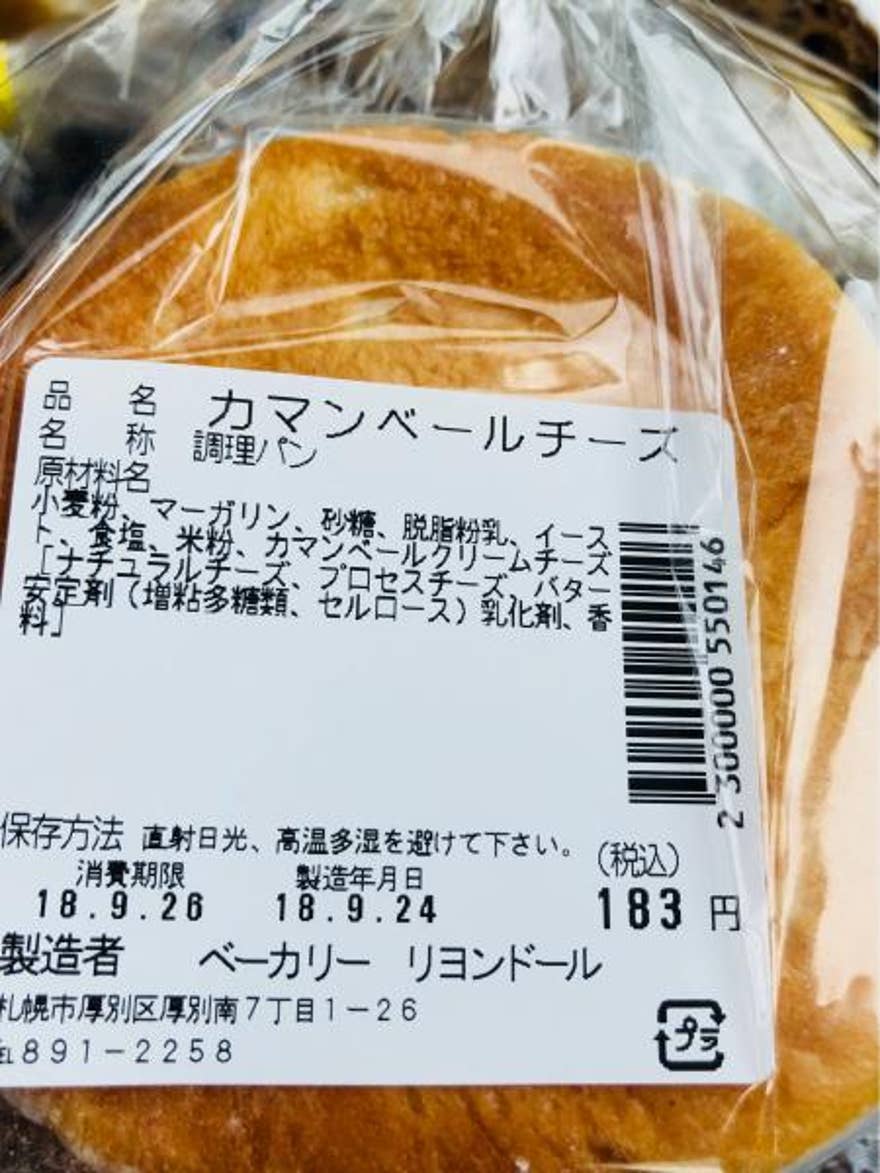 品名 カマンベールチーズ
名称 調理パン
原材料名
小麦粉、マーガリン、砂糖、脱脂粉乳、イース
ト、食塩、米粉、カマンベールクリームチーズ
[ナチュラルチーズ、プロセスチーズ、バター
安定剤(増粘多糖類、セルロース)乳化剤、香
料]
2 300000 550146
保存方法 直射日光、高温多湿を避けて下さい。
(税込)
消費期限 製造年月日
18.9.26 18.9.24 183円
製造者 ベーカリー リヨンドール
札幌市厚別区厚別南7丁目1-26
℡891-2258
プラ